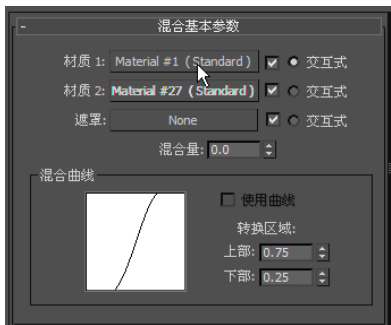 - 混合基本参数
材质 1: Material #1 (Standard) 交互式
材质 2: Material #27 (Standard) 交互式
遮罩: None 交互式
混合量: 0.0
混合曲线
使用曲线
转换区域:
上部: 0.75
下部: 0.25